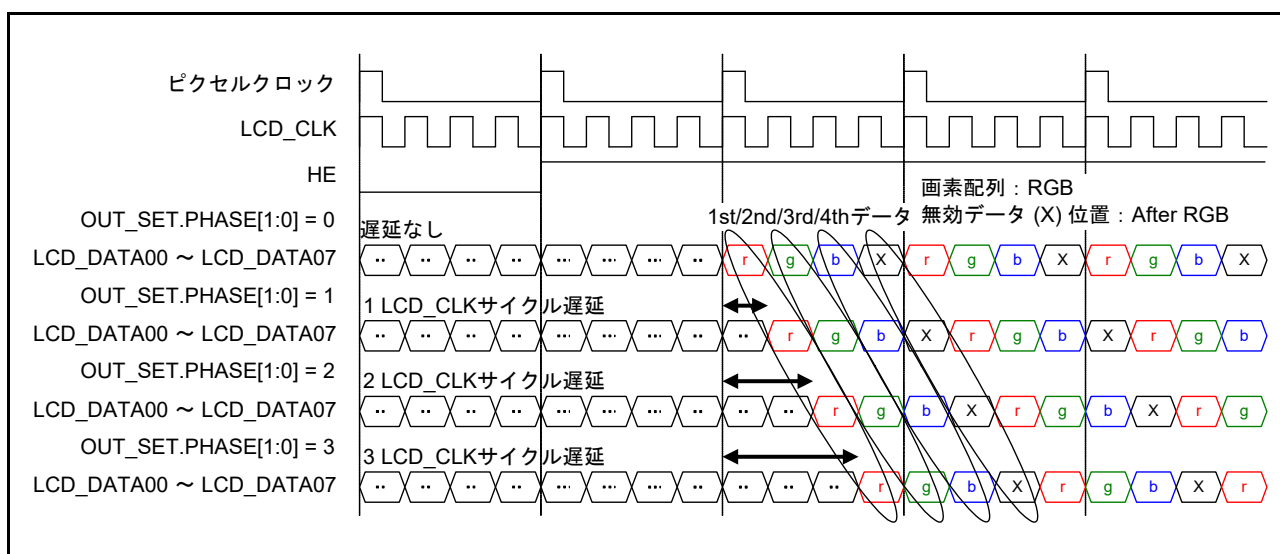 ピクセルクロック
LCD_CLK
HE
画素配列：RGB
OUT_SET.PHASE[1:0] = 0
遅延なし
1st/2nd/3rd/4thデータ
無効データ (X) 位置：After RGB
LCD_DATA00 ～ LCD_DATA07
·· ·· ·· ·· ··· ··· ··· ·· r g b X r g b X r g b X
OUT_SET.PHASE[1:0] = 1
1 LCD_CLKサイクル遅延
LCD_DATA00 ～ LCD_DATA07
·· ·· ·· ·· ··· ··· ··· ·· ·· r g b X r g b X r g b
OUT_SET.PHASE[1:0] = 2
2 LCD_CLKサイクル遅延
LCD_DATA00 ～ LCD_DATA07
·· ·· ·· ·· ··· ··· ··· ·· ·· ·· r g b X r g b X r g
OUT_SET.PHASE[1:0] = 3
3 LCD_CLKサイクル遅延
LCD_DATA00 ～ LCD_DATA07
·· ·· ·· ·· ··· ··· ··· ·· ·· ·· ·· r g b X r g b X r